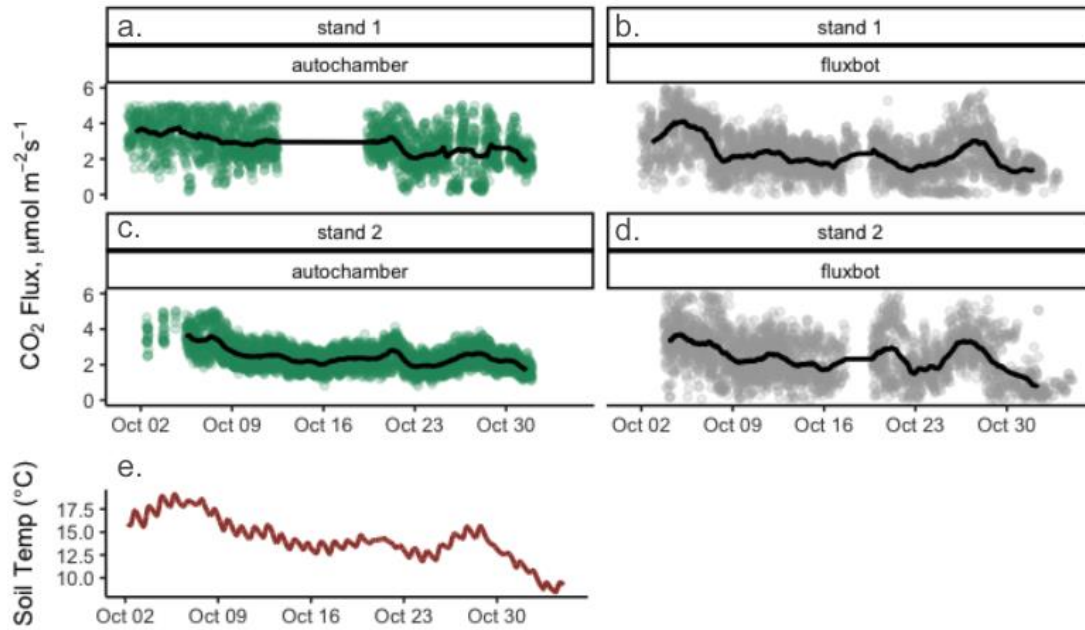 a. stand 1
autochamber
b. stand 1
fluxbot
6
4
2
0
c. stand 2
autochamber
d. stand 2
fluxbot
6
4
2
0
CO₂ Flux, μmol m⁻²s⁻¹
Oct 02 Oct 09 Oct 16 Oct 23 Oct 30
Oct 02 Oct 09 Oct 16 Oct 23 Oct 30
e.
Soil Temp (°C)
17.5
15.0
12.5
10.0
Oct 02 Oct 09 Oct 16 Oct 23 Oct 30